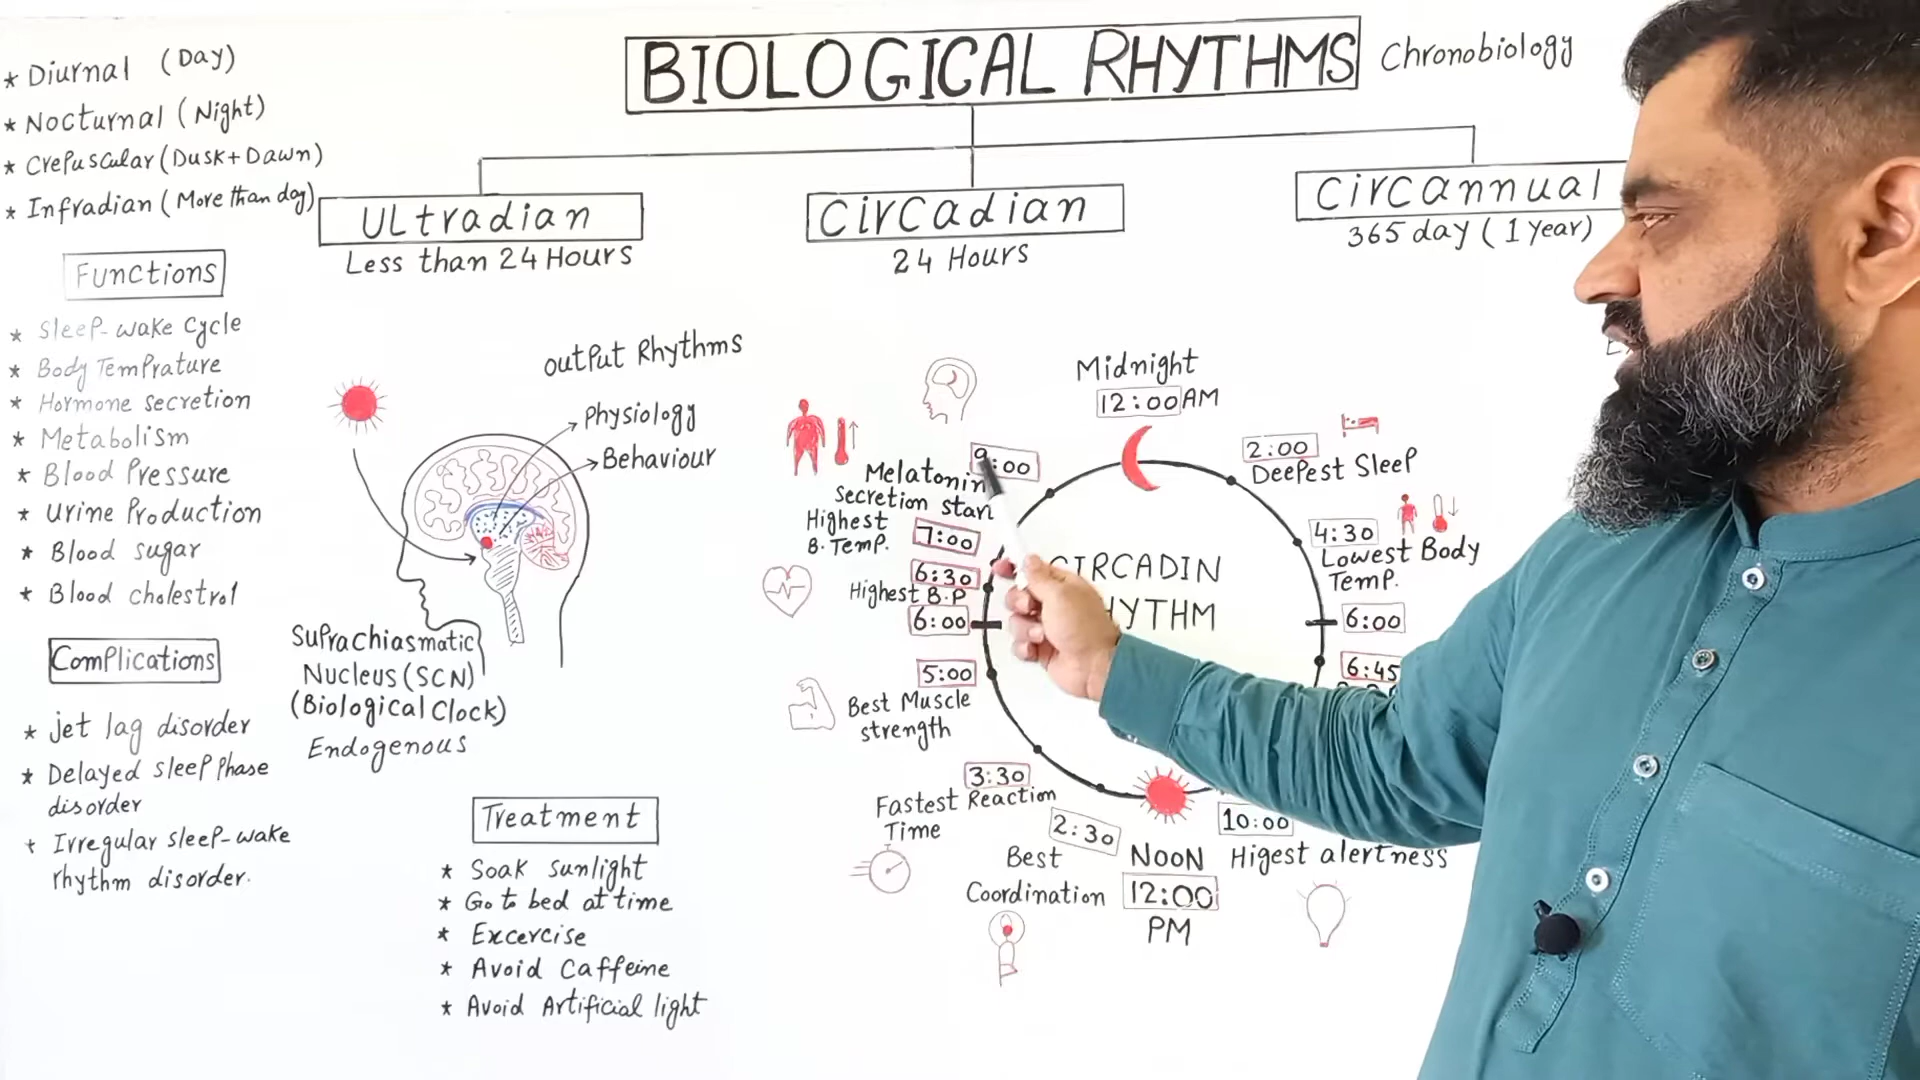 BIOLOGICAL RHYTHMS
Chronobiology
* Diurnal (Day)
* Nocturnal (Night)
* Crepuscular (Dusk+Dawn)
* Infradian (More than day)
Ultradian
Less than 24 Hours
Circadian
24 Hours
Circannual
365 day (1 year)
Functions
* Sleep-wake Cycle
* Body Temprature
* Hormone secretion
* Metabolism
* Blood Pressure
* Urine Production
* Blood sugar
* Blood cholestrol
Complications
* jet lag disorder
* Delayed sleep Phase
disorder
* Irregular sleep-wake
rhythm disorder.
output Rhythms
Physiology
Behaviour
Suprachiasmatic
Nucleus (SCN)
(Biological Clock)
Endogenous
Treatment
* Soak sunlight
* Go to bed at time
* Excercise
* Avoid Caffeine
* Avoid Artificial light
Midnight
12:00 AM
2:00
Deepest Sleep
4:30
Lowest Body
Temp.
6:00
6:45
10:00
Higest alertness
NOON
12:00
PM
2:30
Best
Coordination
3:30
Fastest Reaction
Time
5:00
Best Muscle
strength
6:00
6:30
Highest B.P
7:00
Highest
B.Temp.
9:00
Melatonin
secretion start
CIRCADIN
RHYTHM